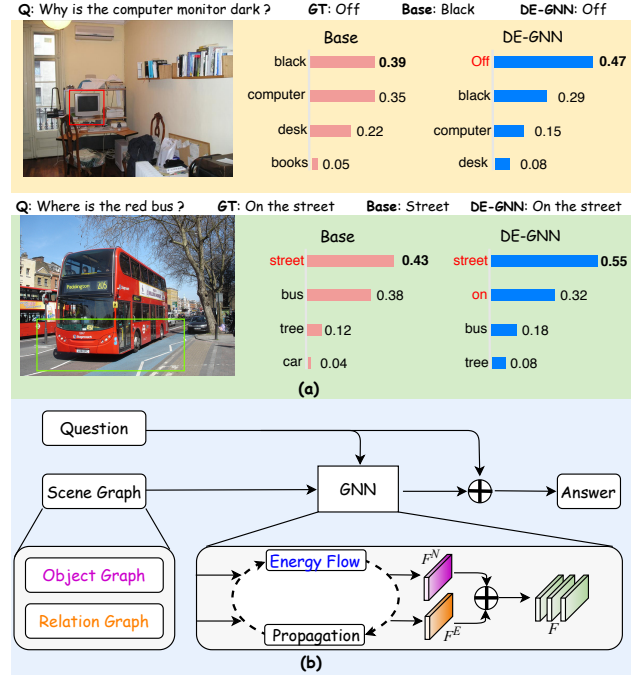 Q: Why is the computer monitor dark ? GT: Off Base: Black DE-GNN: Off
Base
black 0.39
computer 0.35
desk 0.22
books 0.05
DE-GNN
Off 0.47
black 0.29
computer 0.15
desk 0.08
Q: Where is the red bus ? GT: On the street Base: Street DE-GNN: On the street
Paddington 205
Base
street 0.43
bus 0.38
tree 0.12
car 0.04
DE-GNN
street 0.55
on 0.32
bus 0.18
tree 0.08
(a)
Question
Scene Graph
GNN
Answer
Object Graph
Relation Graph
Energy Flow
Propagation
F^N
F^E
F
(b)